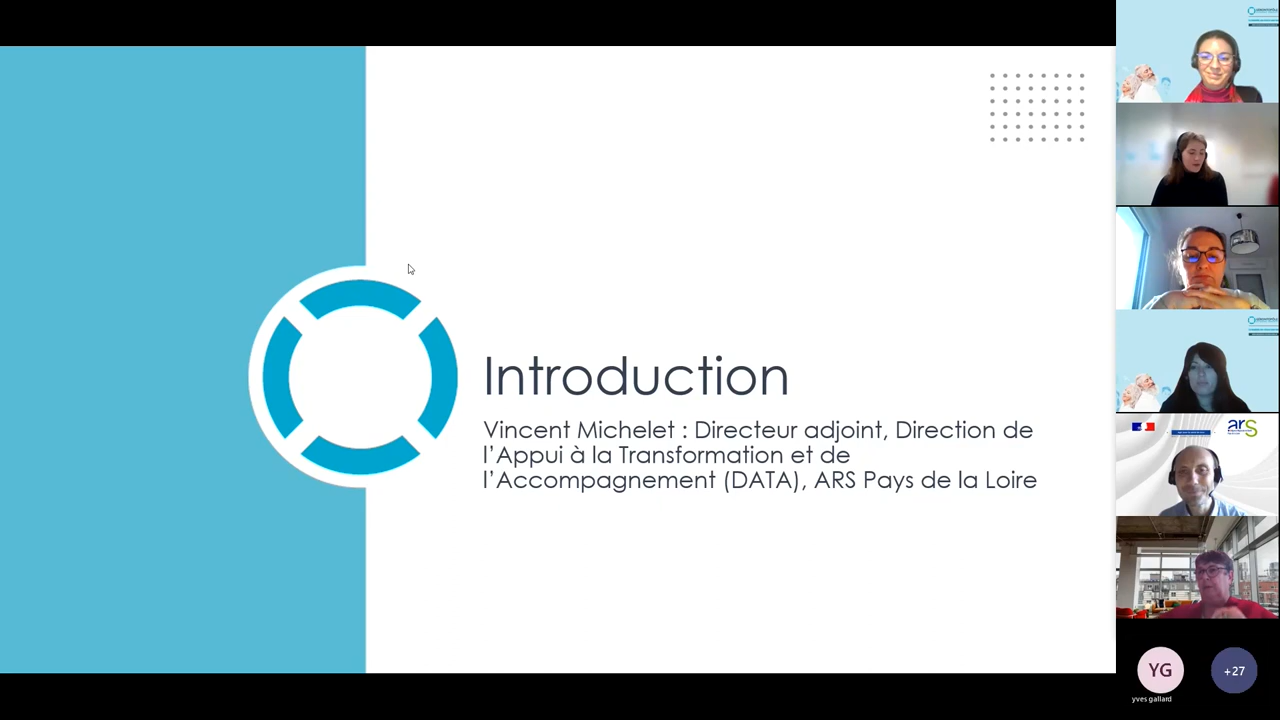 Introduction
Vincent Michelet : Directeur adjoint, Direction de
l'Appui à la Transformation et de
l'Accompagnement (DATA), ARS Pays de la Loire
ars
YG
+27
yves gallard